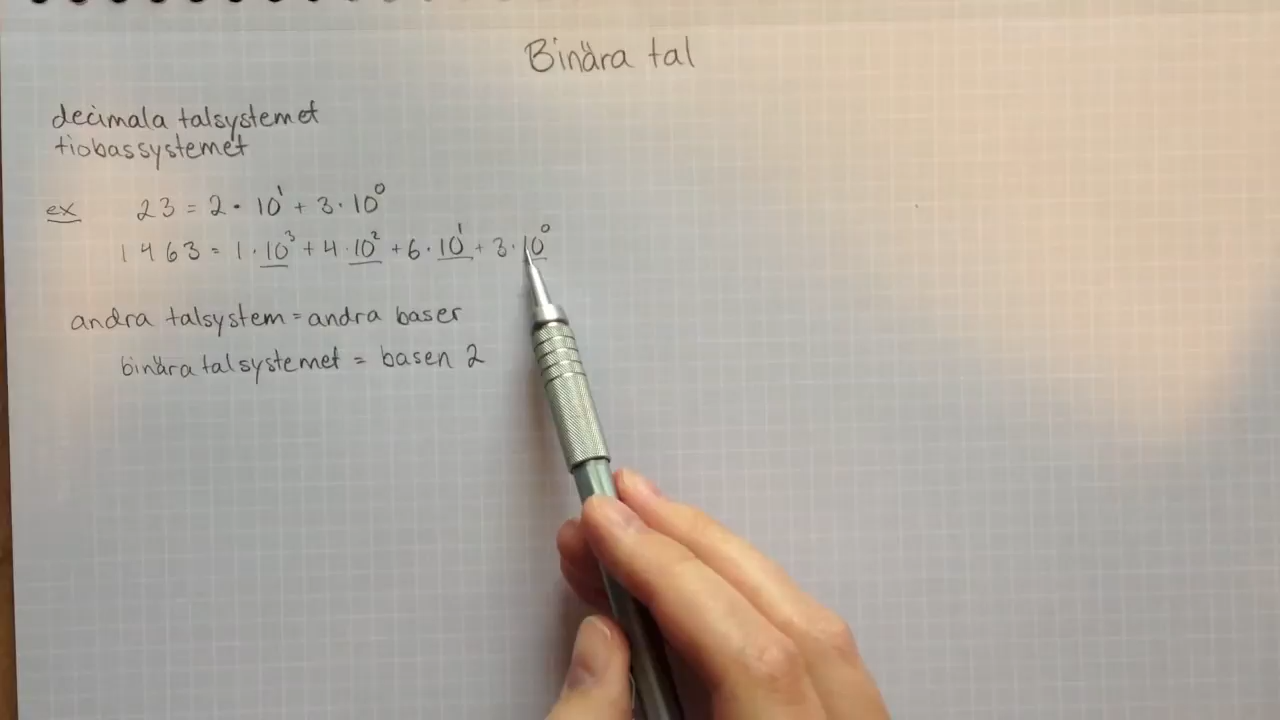 Binära tal
decimala talsystemet
tiobassystemet
ex 23 = 2 · 10¹ + 3 · 10⁰
1463 = 1 · 10³ + 4 · 10² + 6 · 10¹ + 3 · 10⁰
andra talsystem = andra baser
binära talsystemet = basen 2